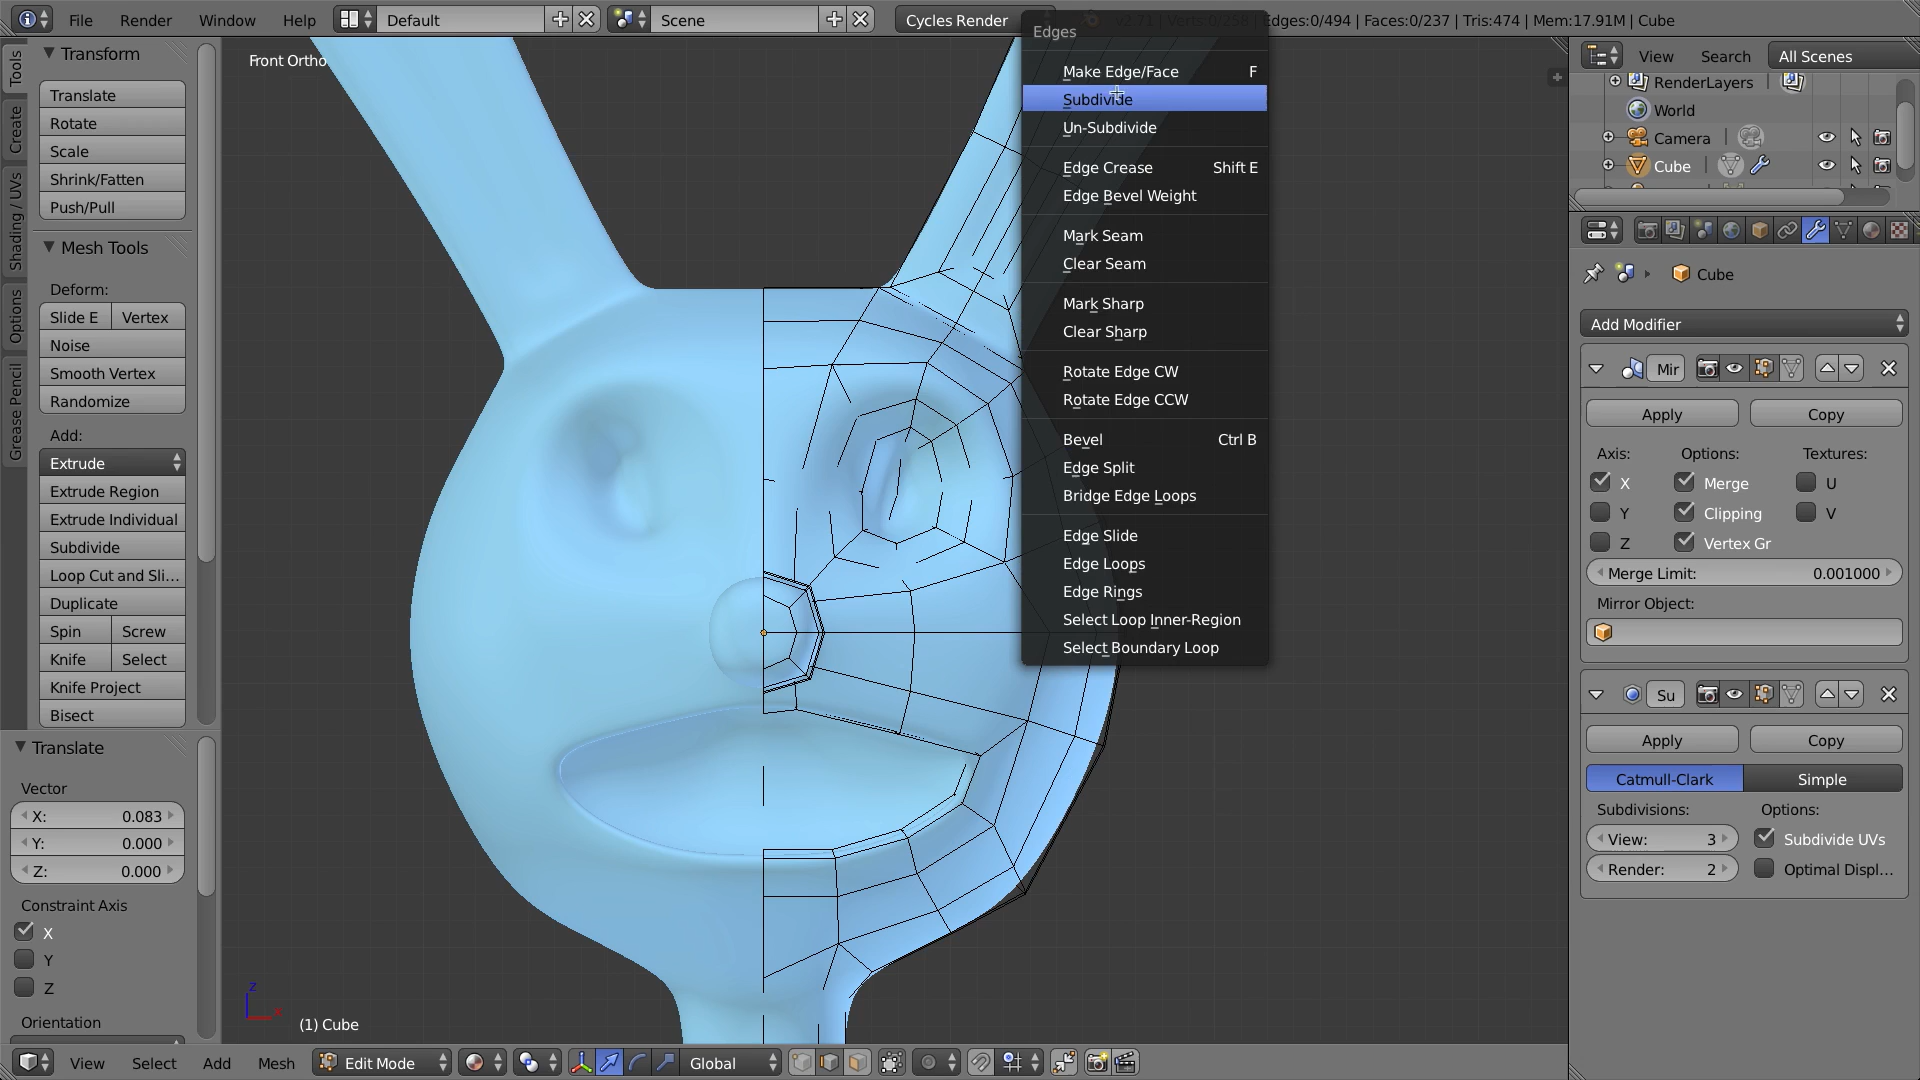 File Render Window Help Default Scene Cycles Render v2.71 | Verts:0/258 | Edges:0/494 | Faces:0/237 | Tris:474 | Mem:17.91M | Cube
Tools
Create
Shading / UVs
Options
Grease Pencil
Transform
Translate
Rotate
Scale
Shrink/Fatten
Push/Pull
Mesh Tools
Deform:
Slide E Vertex
Noise
Smooth Vertex
Randomize
Add:
Extrude
Extrude Region
Extrude Individual
Subdivide
Loop Cut and Sli...
Duplicate
Spin Screw
Knife Select
Knife Project
Bisect
Translate
Vector
X: 0.083
Y: 0.000
Z: 0.000
Constraint Axis
X
Y
Z
Orientation
Front Ortho
Edges
Make Edge/Face F
Subdivide
Un-Subdivide
Edge Crease Shift E
Edge Bevel Weight
Mark Seam
Clear Seam
Mark Sharp
Clear Sharp
Rotate Edge CW
Rotate Edge CCW
Bevel Ctrl B
Edge Split
Bridge Edge Loops
Edge Slide
Edge Loops
Edge Rings
Select Loop Inner-Region
Select Boundary Loop
z
x
(1) Cube
View Select Add Mesh Edit Mode Global
View Search All Scenes
RenderLayers
World
Camera
Cube
Cube
Add Modifier
Mir
Apply Copy
Axis: Options: Textures:
X Merge U
Y Clipping V
Z Vertex Gr
Merge Limit: 0.001000
Mirror Object:
Su
Apply Copy
Catmull-Clark Simple
Subdivisions: Options:
View: 3 Subdivide UVs
Render: 2 Optimal Displ...